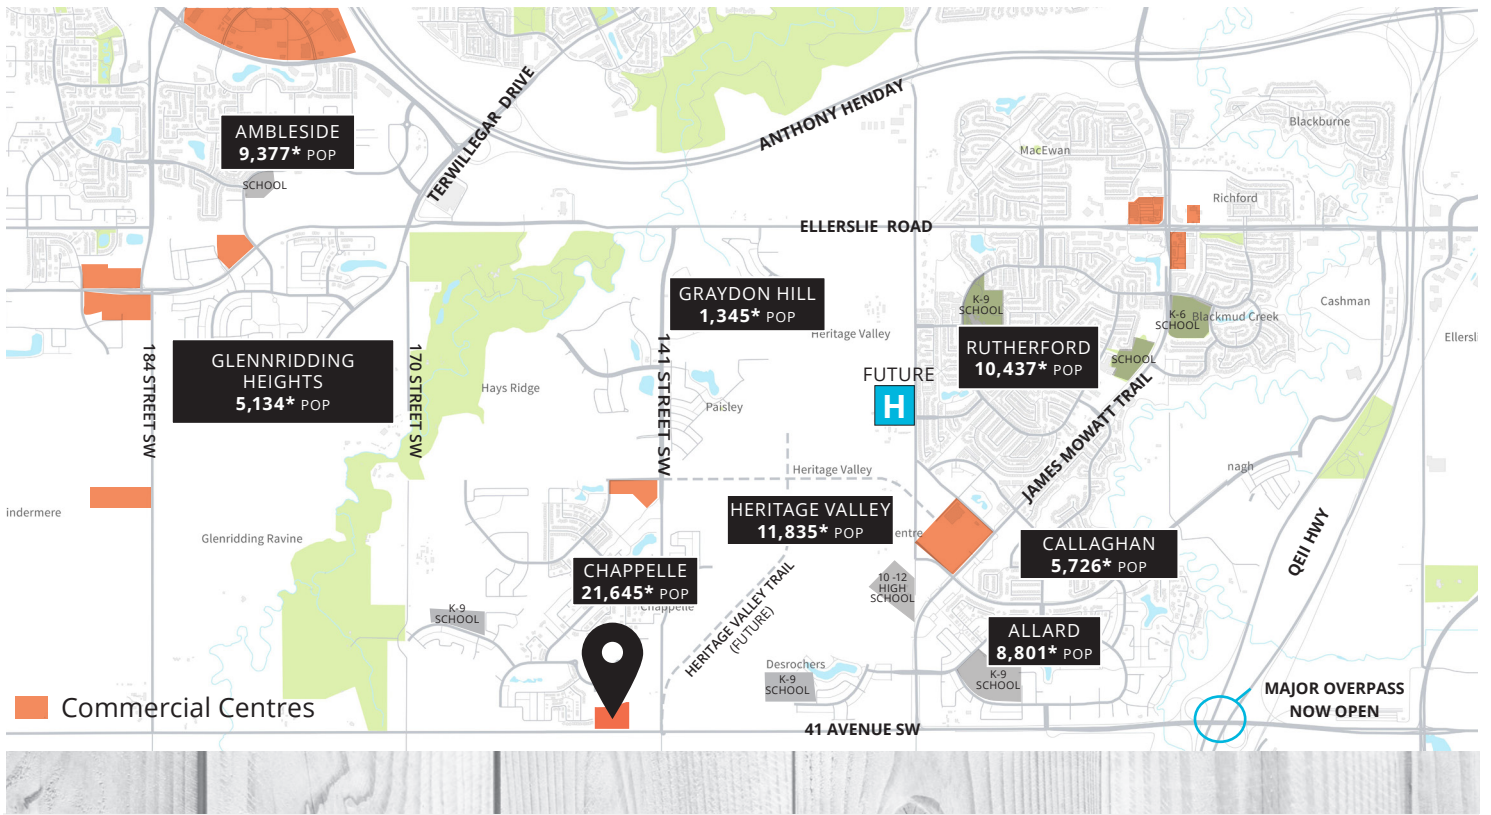 Blackburne
AMBLESIDE
9,377* POP
SCHOOL
TERWILLEGAR DRIVE
ANTHONY HENDAY
MacEwan
Richford
ELLERSLIE ROAD
GRAYDON HILL
1,345* POP
Heritage Valley
K-9
SCHOOL
K-6
SCHOOL
Blackmud Creek
Cashman
Ellersli
GLENNRIDDING
HEIGHTS
5,134* POP
184 STREET SW
170 STREET SW
141 STREET SW
Hays Ridge
Paisley
FUTURE
H
RUTHERFORD
10,437* POP
SCHOOL
JAMES MOWATT TRAIL
Heritage Valley
nagh
indermere
Glenridding Ravine
HERITAGE VALLEY
11,835* POP
entre
CALLAGHAN
5,726* POP
QEII HWY
CHAPPELLE
21,645* POP
Chappelle
10 -12
HIGH
SCHOOL
K-9
SCHOOL
HERITAGE VALLEY TRAIL
(FUTURE)
ALLARD
8,801* POP
Desrochers
K-9
SCHOOL
K-9
SCHOOL
Commercial Centres
41 AVENUE SW
MAJOR OVERPASS
NOW OPEN